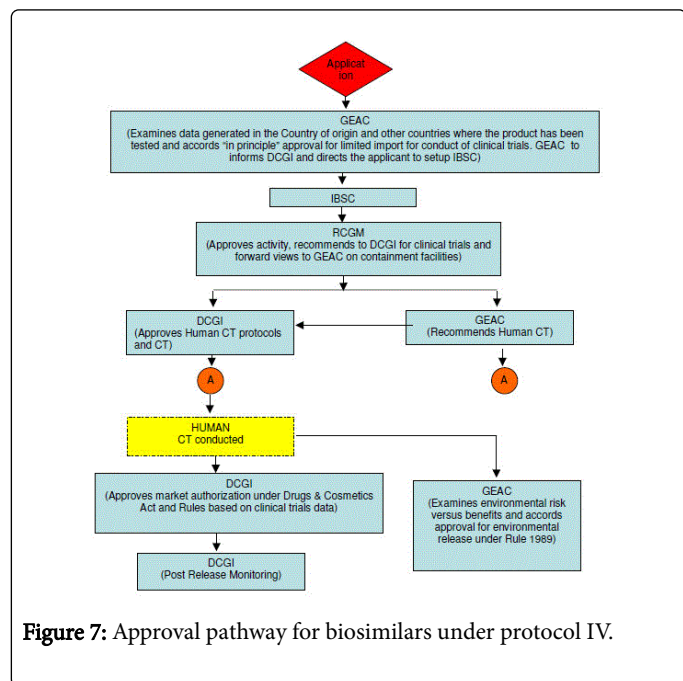 Applicat
ion
GEAC
(Examines data generated in the Country of origin and other countries where the product has been
tested and accords “in principle” approval for limited import for conduct of clinical trials. GEAC to
informs DCGI and directs the applicant to setup IBSC)
IBSC
RCGM
(Approves activity, recommends to DCGI for clinical trials and
forward views to GEAC on containment facilities)
DCGI
(Approves Human CT protocols
and CT)
GEAC
(Recommends Human CT)
A
A
HUMAN
CT conducted
DCGI
(Approves market authorization under Drugs & Cosmetics
Act and Rules based on clinical trials data)
GEAC
(Examines environmental risk
versus benefits and accords
approval for environmental
release under Rule 1989)
DCGI
(Post Release Monitoring)
Figure 7: Approval pathway for biosimilars under protocol IV.